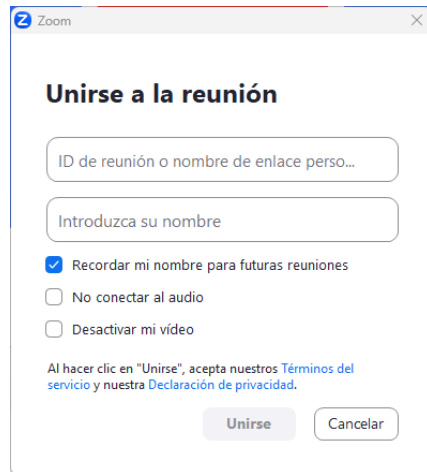 Zoom
Unirse a la reunión
ID de reunión o nombre de enlace perso...
Introduzca su nombre
Recordar mi nombre para futuras reuniones
No conectar al audio
Desactivar mi vídeo
Al hacer clic en "Unirse", acepta nuestros Términos del
servicio y nuestra Declaración de privacidad.
Unirse
Cancelar